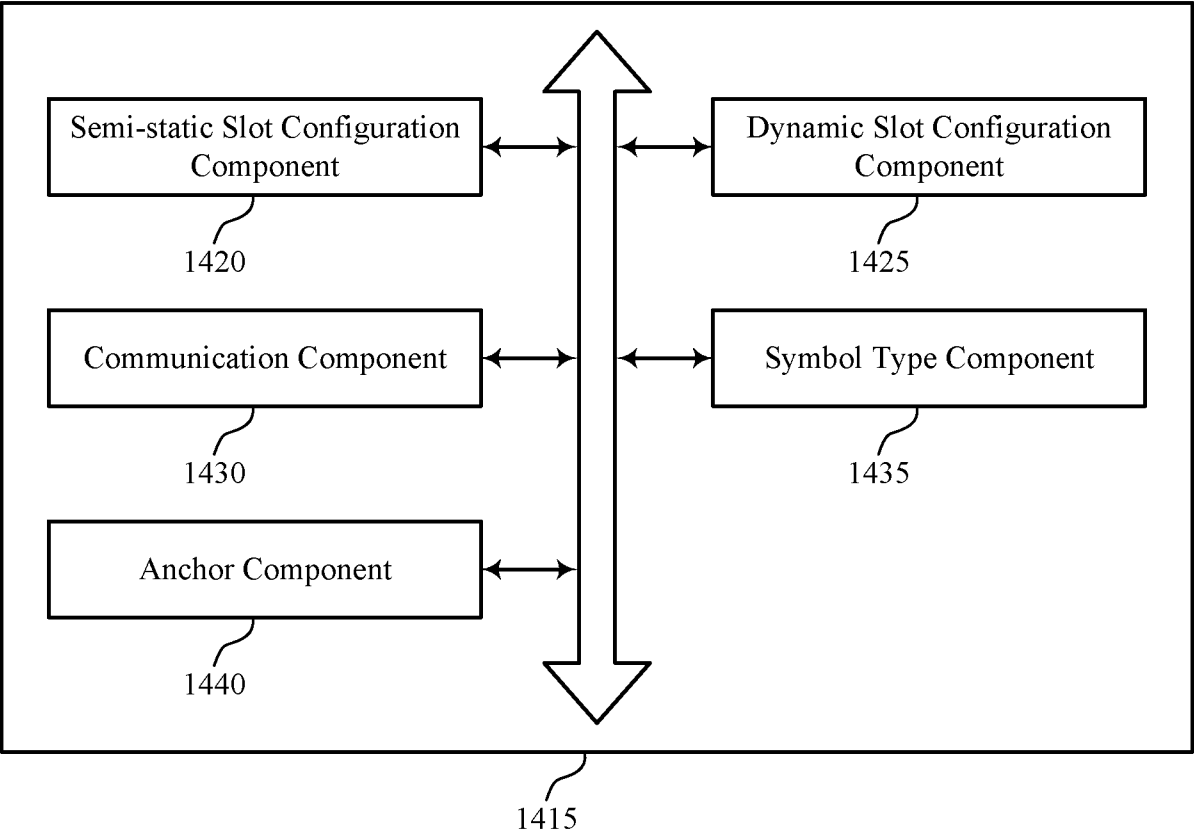 Semi-static Slot Configuration
Component
1420
Dynamic Slot Configuration
Component
1425
Communication Component
1430
Symbol Type Component
1435
Anchor Component
1440
1415